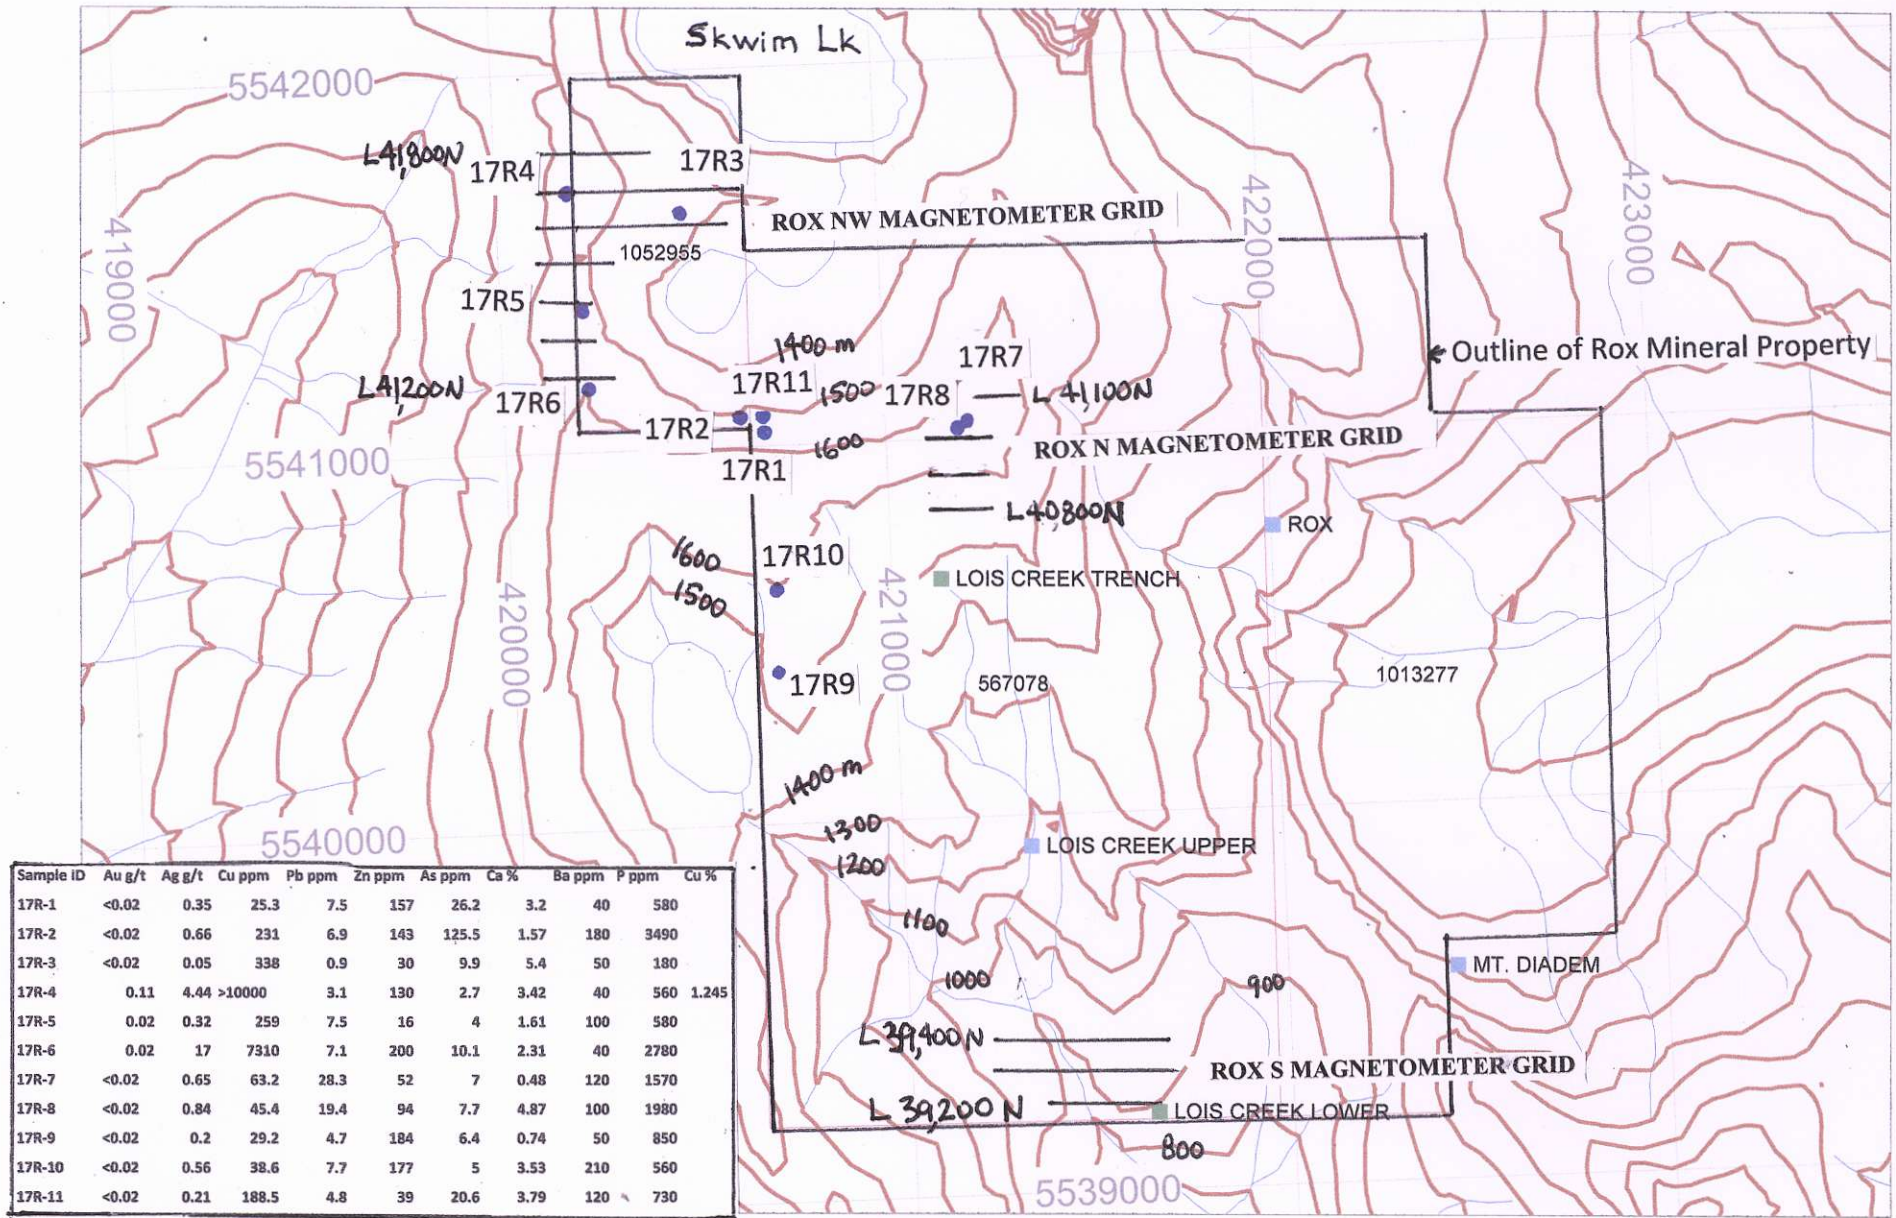 Skwim Lk
5542000
L41,800N
17R4
17R3
419000
ROX NW MAGNETOMETER GRID
422000
423000
1052955
17R5
1400 m
17R7
Outline of Rox Mineral Property
L41,200N
17R6
17R11
1500
17R8
L41,100N
17R2
1600
ROX N MAGNETOMETER GRID
5541000
17R1
L40,800N
ROX
1600
17R10
1500
420000
421000
LOIS CREEK TRENCH
17R9
567078
1013277
1400 m
5540000
1300
LOIS CREEK UPPER
1200
1100
1000
900
MT. DIADEM
L39,400N
ROX S MAGNETOMETER GRID
L39,200N
LOIS CREEK LOWER
800
5539000
Sample ID Au g/t Ag g/t Cu ppm Pb ppm Zn ppm As ppm Ca % Ba ppm P ppm Cu %
17R-1 <0.02 0.35 25.3 7.5 157 26.2 3.2 40 580
17R-2 <0.02 0.66 231 6.9 143 125.5 1.57 180 3490
17R-3 <0.02 0.05 338 0.9 30 9.9 5.4 50 180
17R-4 0.11 4.44 >10000 3.1 130 2.7 3.42 40 560 1.245
17R-5 0.02 0.32 259 7.5 16 4 1.61 100 580
17R-6 0.02 17 7310 7.1 200 10.1 2.31 40 2780
17R-7 <0.02 0.65 63.2 28.3 52 7 0.48 120 1570
17R-8 <0.02 0.84 45.4 19.4 94 7.7 4.87 100 1980
17R-9 <0.02 0.2 29.2 4.7 184 6.4 0.74 50 850
17R-10 <0.02 0.56 38.6 7.7 177 5 3.53 210 560
17R-11 <0.02 0.21 188.5 4.8 39 20.6 3.79 120 730